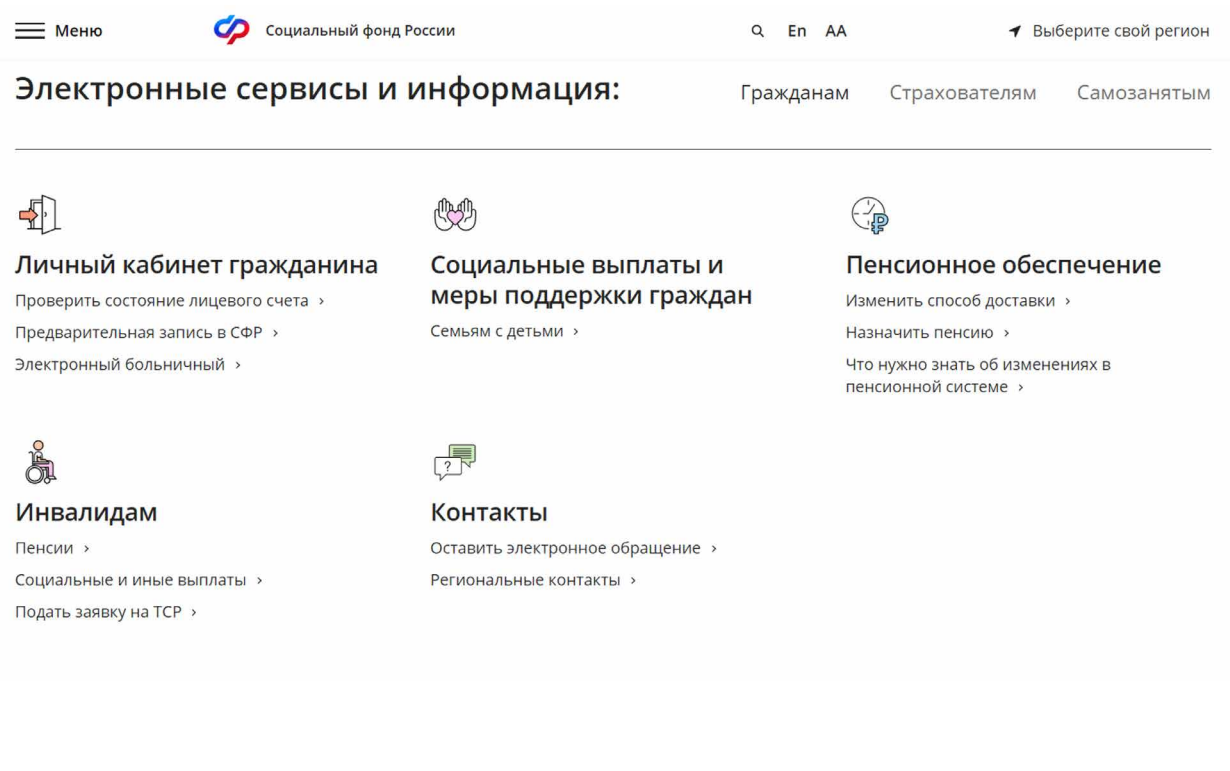 Меню
Социальный фонд России
En
AA
Выберите свой регион
Электронные сервисы и информация:
Гражданам
Страхователям
Самозанятым
Личный кабинет гражданина
Проверить состояние лицевого счета ›
Предварительная запись в СФР ›
Электронный больничный ›
Социальные выплаты и
меры поддержки граждан
Семьям с детьми ›
Пенсионное обеспечение
Изменить способ доставки ›
Назначить пенсию ›
Что нужно знать об изменениях в
пенсионной системе ›
Инвалидам
Пенсии ›
Социальные и иные выплаты ›
Подать заявку на ТСР ›
?
Контакты
Оставить электронное обращение ›
Региональные контакты ›